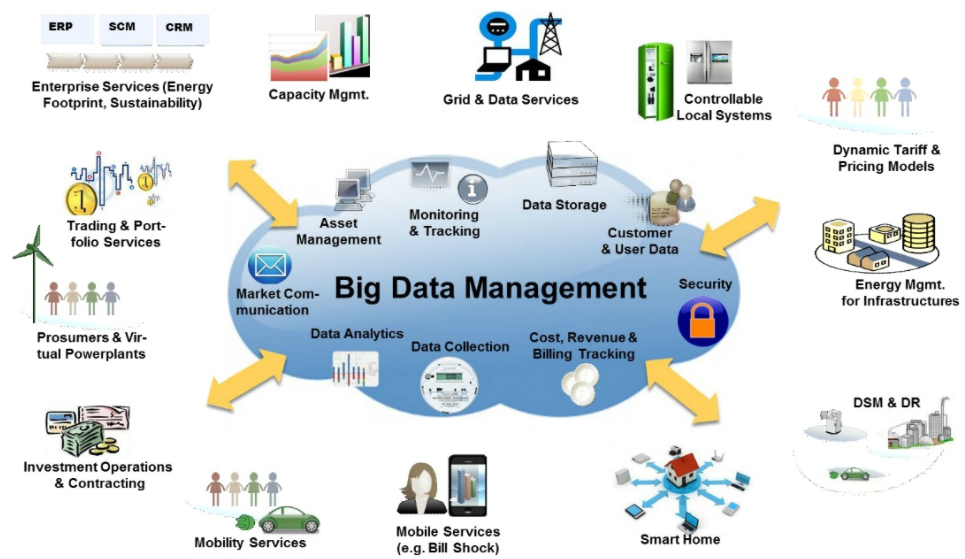 ERP
SCM
CRM
Enterprise Services (Energy
Footprint, Sustainability)
Capacity Mgmt.
Grid & Data Services
Controllable
Local Systems
Dynamic Tariff &
Pricing Models
Trading & Port-
folio Services
Asset
Management
Monitoring
& Tracking
Data Storage
Customer
& User Data
Energy Mgmt.
for Infrastructures
Market Com-
munication
Big Data Management
Security
Prosumers & Vir-
tual Powerplants
Data Analytics
Data Collection
Cost, Revenue &
Billing Tracking
DSM & DR
Investment Operations
& Contracting
Mobility Services
Mobile Services
(e.g. Bill Shock)
Smart Home